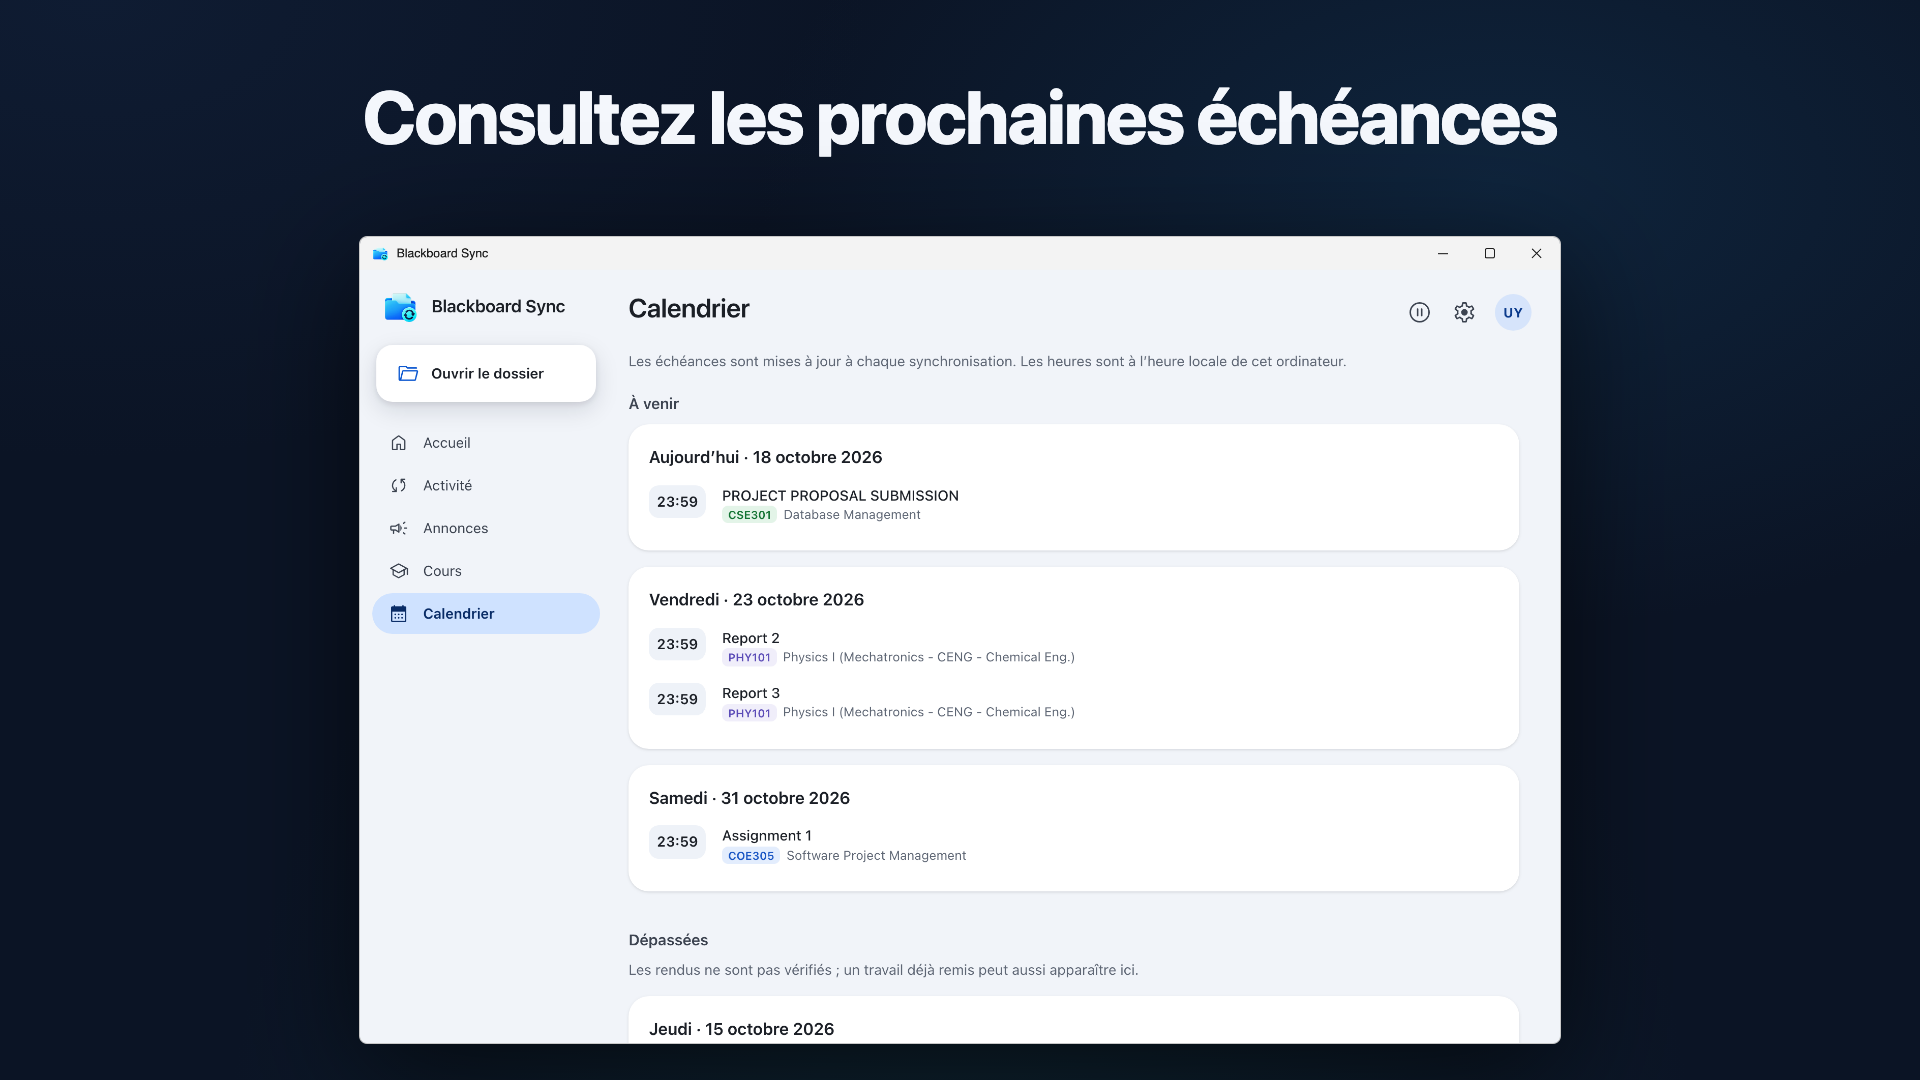 Consultez les prochaines échéances
Blackboard Sync
Blackboard Sync
Ouvrir le dossier
Accueil
Activité
Annonces
Cours
Calendrier
Calendrier
UY
Les échéances sont mises à jour à chaque synchronisation. Les heures sont à l’heure locale de cet ordinateur.
À venir
Aujourd’hui · 18 octobre 2026
23:59
PROJECT PROPOSAL SUBMISSION
CSE301 Database Management
Vendredi · 23 octobre 2026
23:59
Report 2
PHY101 Physics I (Mechatronics - CENG - Chemical Eng.)
23:59
Report 3
PHY101 Physics I (Mechatronics - CENG - Chemical Eng.)
Samedi · 31 octobre 2026
23:59
Assignment 1
COE305 Software Project Management
Dépassées
Les rendus ne sont pas vérifiés ; un travail déjà remis peut aussi apparaître ici.
Jeudi · 15 octobre 2026